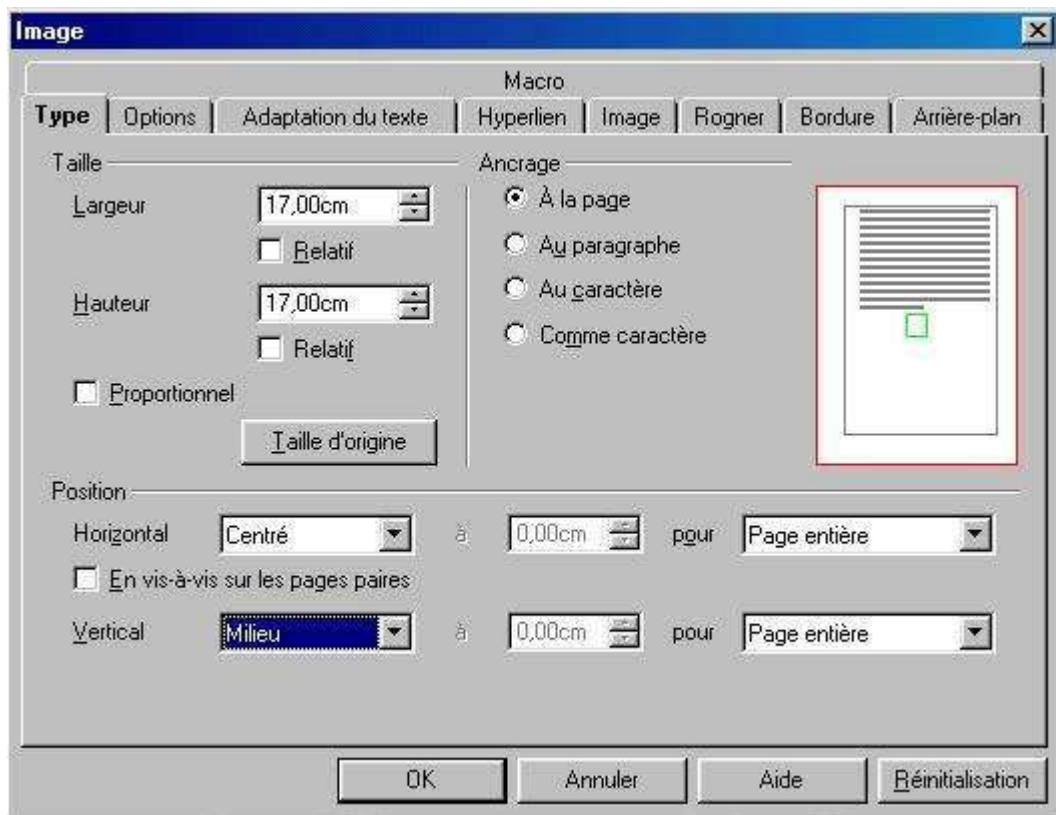 Image
Macro
Type Options Adaptation du texte Hyperlien Image Rogner Bordure Arrière-plan
Taille Ancrage
Largeur 17,00cm À la page
Relatif Au paragraphe
Hauteur 17,00cm Au caractère
Relatif Comme caractère
Proportionnel
Taille d'origine
Position
Horizontal Centré à 0,00cm pour Page entière
En vis-à-vis sur les pages paires
Vertical Milieu à 0,00cm pour Page entière
OK Annuler Aide Réinitialisation